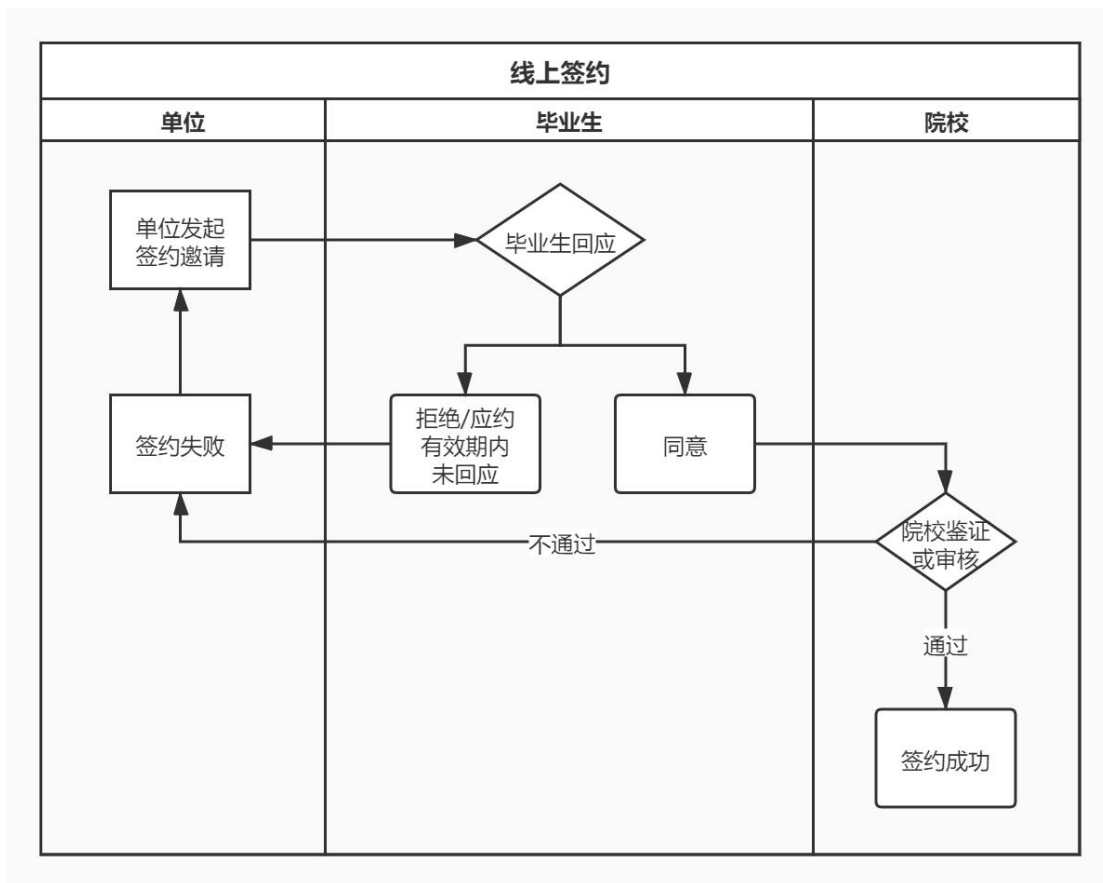 线上签约
单位
毕业生
院校
单位发起
签约邀请
毕业生回应
签约失败
拒绝/应约
有效期内
未回应
同意
院校鉴证
或审核
不通过
通过
签约成功